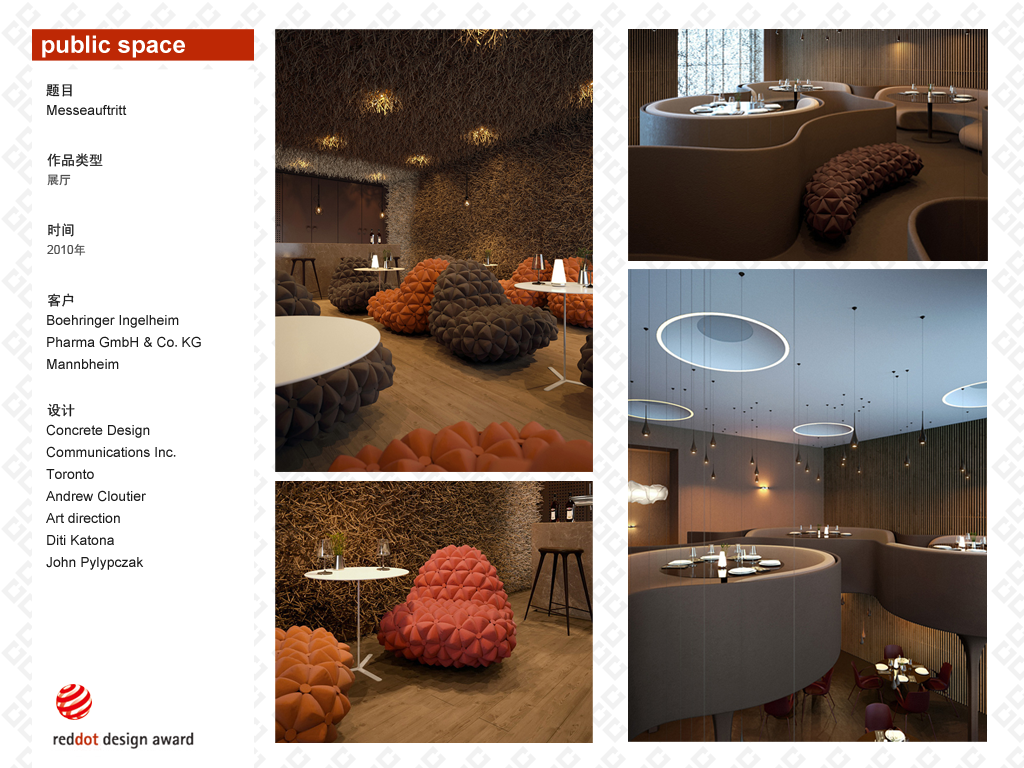 public space
题目
Messeauftritt
作品类型
展厅
时间
2010年
客户
Boehringer Ingelheim
Pharma GmbH & Co. KG
Mannbheim
设计
Concrete Design
Communications Inc.
Toronto
Andrew Cloutier
Art direction
Diti Katona
John Pylypczak
reddot design award